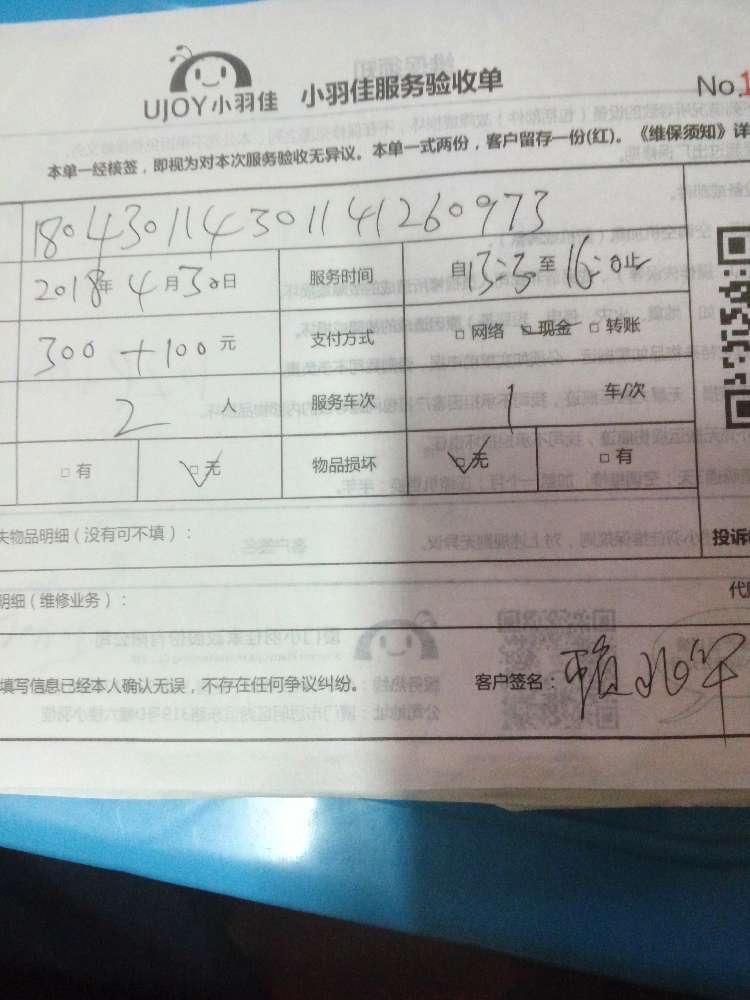 UJOY小羽佳 小羽佳服务验收单 No.1
本单一经核签，即视为对本次服务验收无异议。本单一式两份，客户留存一份(红)。《维保须知》详
180430114301141260973
2018年4月30日 服务时间 自13:30至16:0止
300+100元 支付方式 □网络 □现金 □转账
2人 服务车次 1车/次
□有 □无 物品损坏 □无 □有
失物品明细（没有可不填）： 投诉
明细（维修业务）： 代
填写信息已经本人确认无误，不存在任何争议纠纷。 客户签名：赖